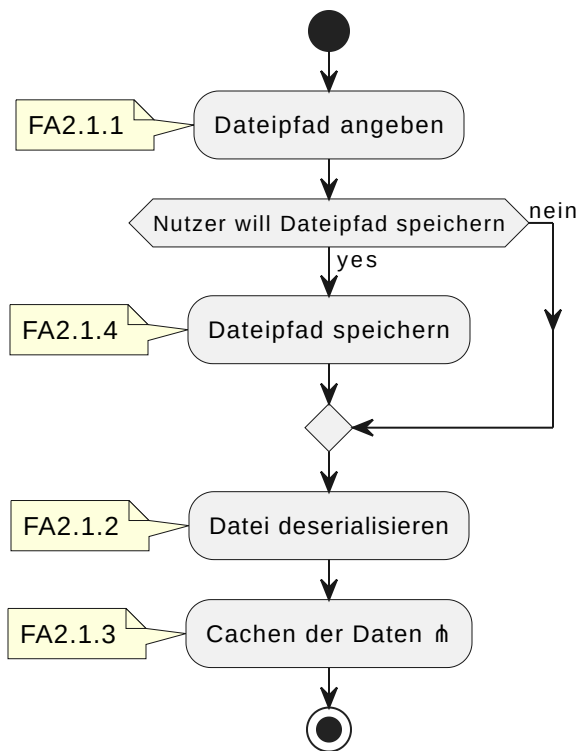 FA2.1.1
Dateipfad angeben
Nutzer will Dateipfad speichern
nein
yes
FA2.1.4
Dateipfad speichern
FA2.1.2
Datei deserialisieren
FA2.1.3
Cachen der Daten ⋔